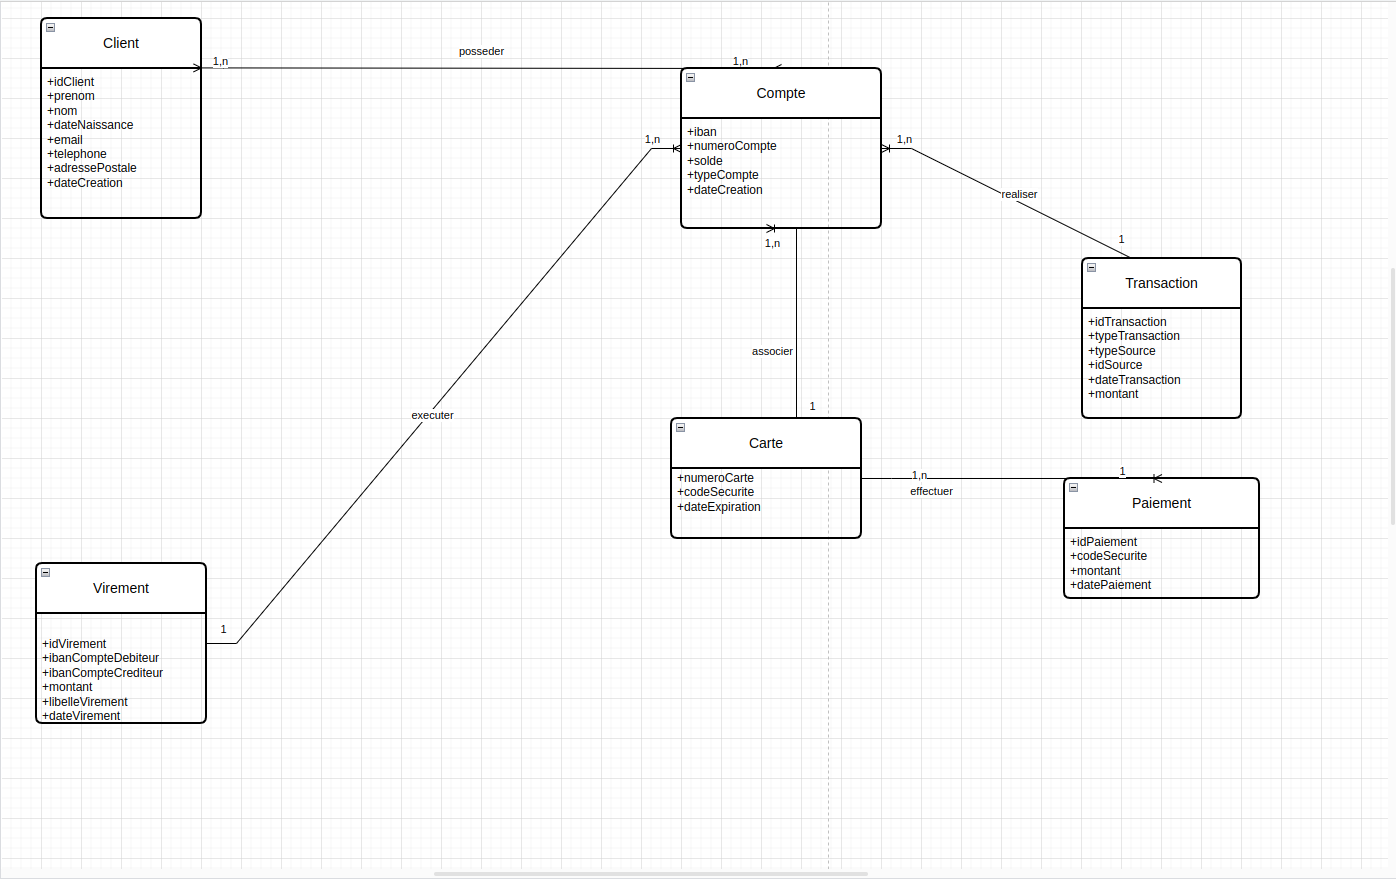 Client
+idClient
+prenom
+nom
+dateNaissance
+email
+telephone
+adressePostale
+dateCreation
1,n
posseder
1,n
Compte
+iban
+numeroCompte
+solde
+typeCompte
+dateCreation
1,n
1,n
realiser
1
Transaction
+idTransaction
+typeTransaction
+typeSource
+idSource
+dateTransaction
+montant
1,n
associer
1
executer
Carte
+numeroCarte
+codeSecurite
+dateExpiration
1,n
effectuer
1
Paiement
+idPaiement
+codeSecurite
+montant
+datePaiement
Virement
+idVirement
+ibanCompteDebiteur
+ibanCompteCrediteur
+montant
+libelleVirement
+dateVirement
1